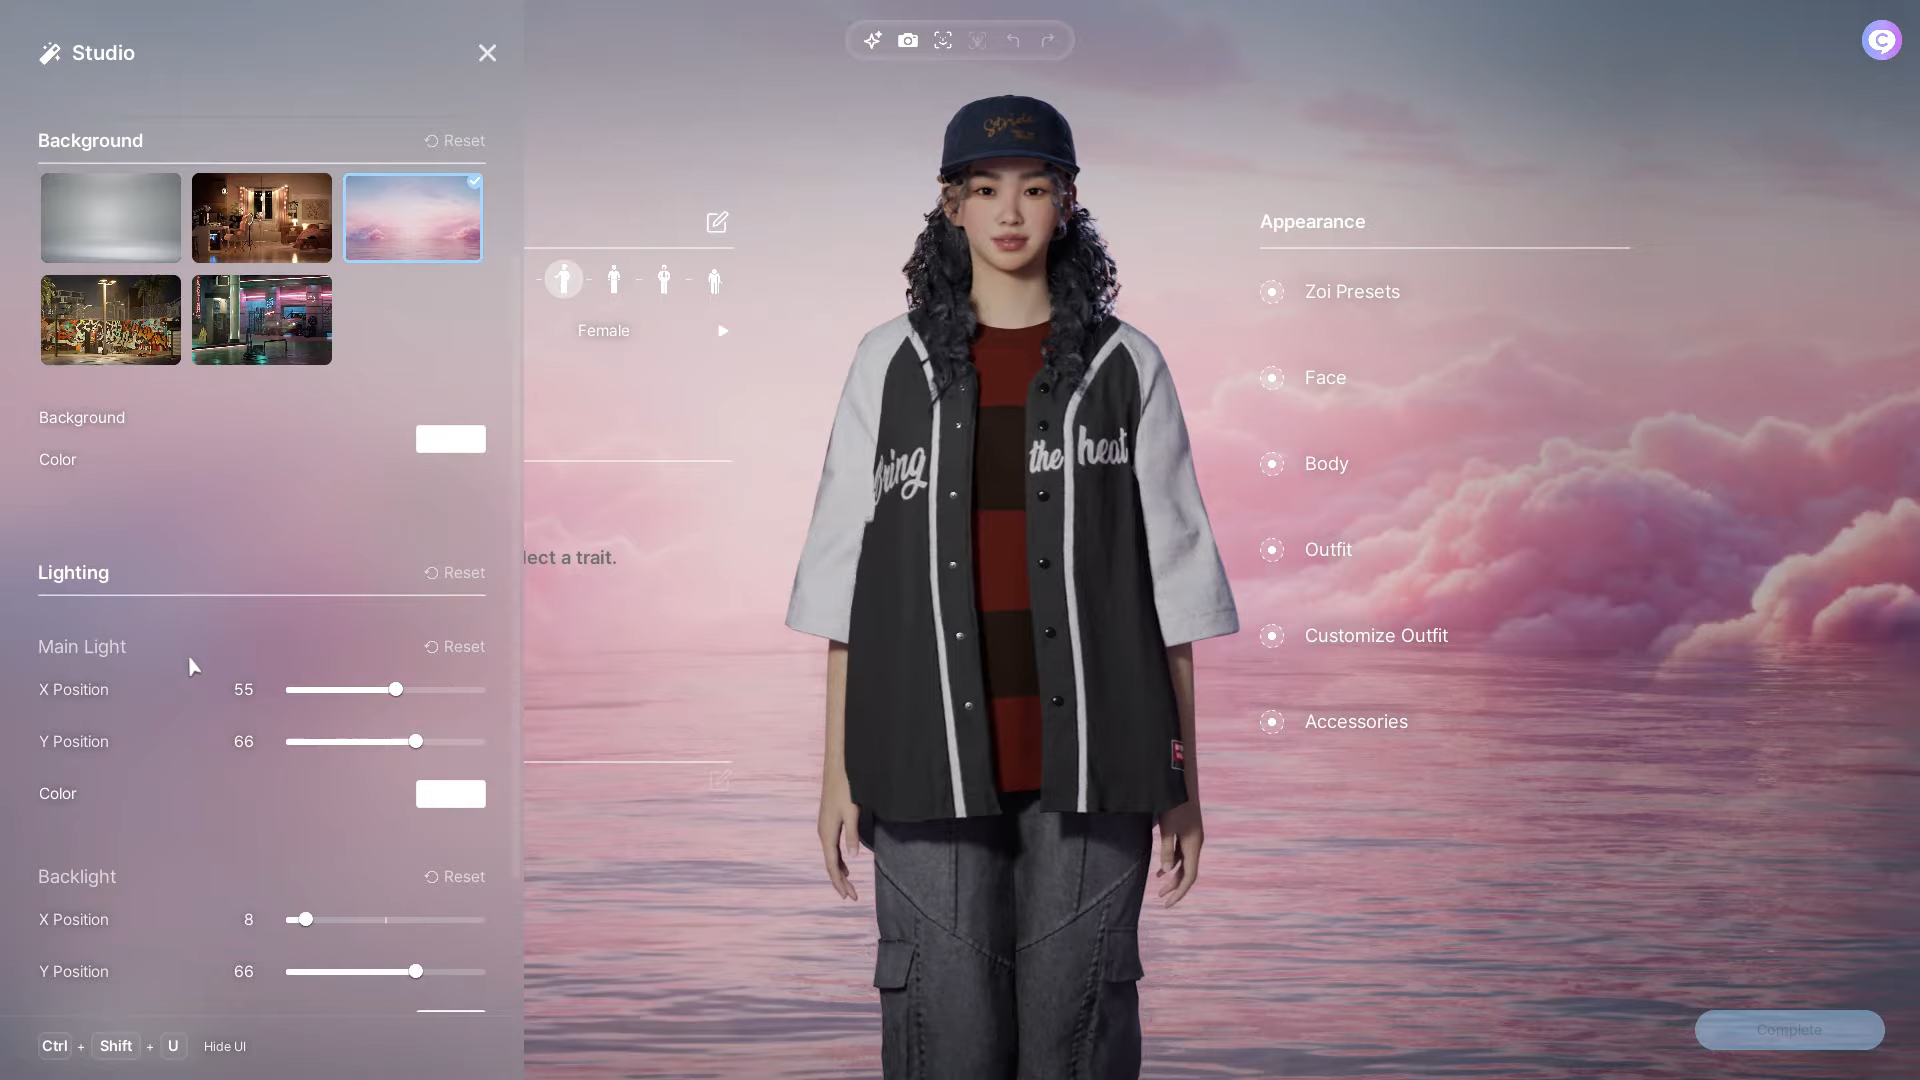 Studio
Background
Reset
Background
Color
Lighting
Reset
Main Light
Reset
X Position
55
Y Position
66
Color
Backlight
Reset
X Position
8
Y Position
66
Ctrl + Shift + U Hide UI
Female
lect a trait.
Stride
Bring the heat
Appearance
Zoi Presets
Face
Body
Outfit
Customize Outfit
Accessories
Complete